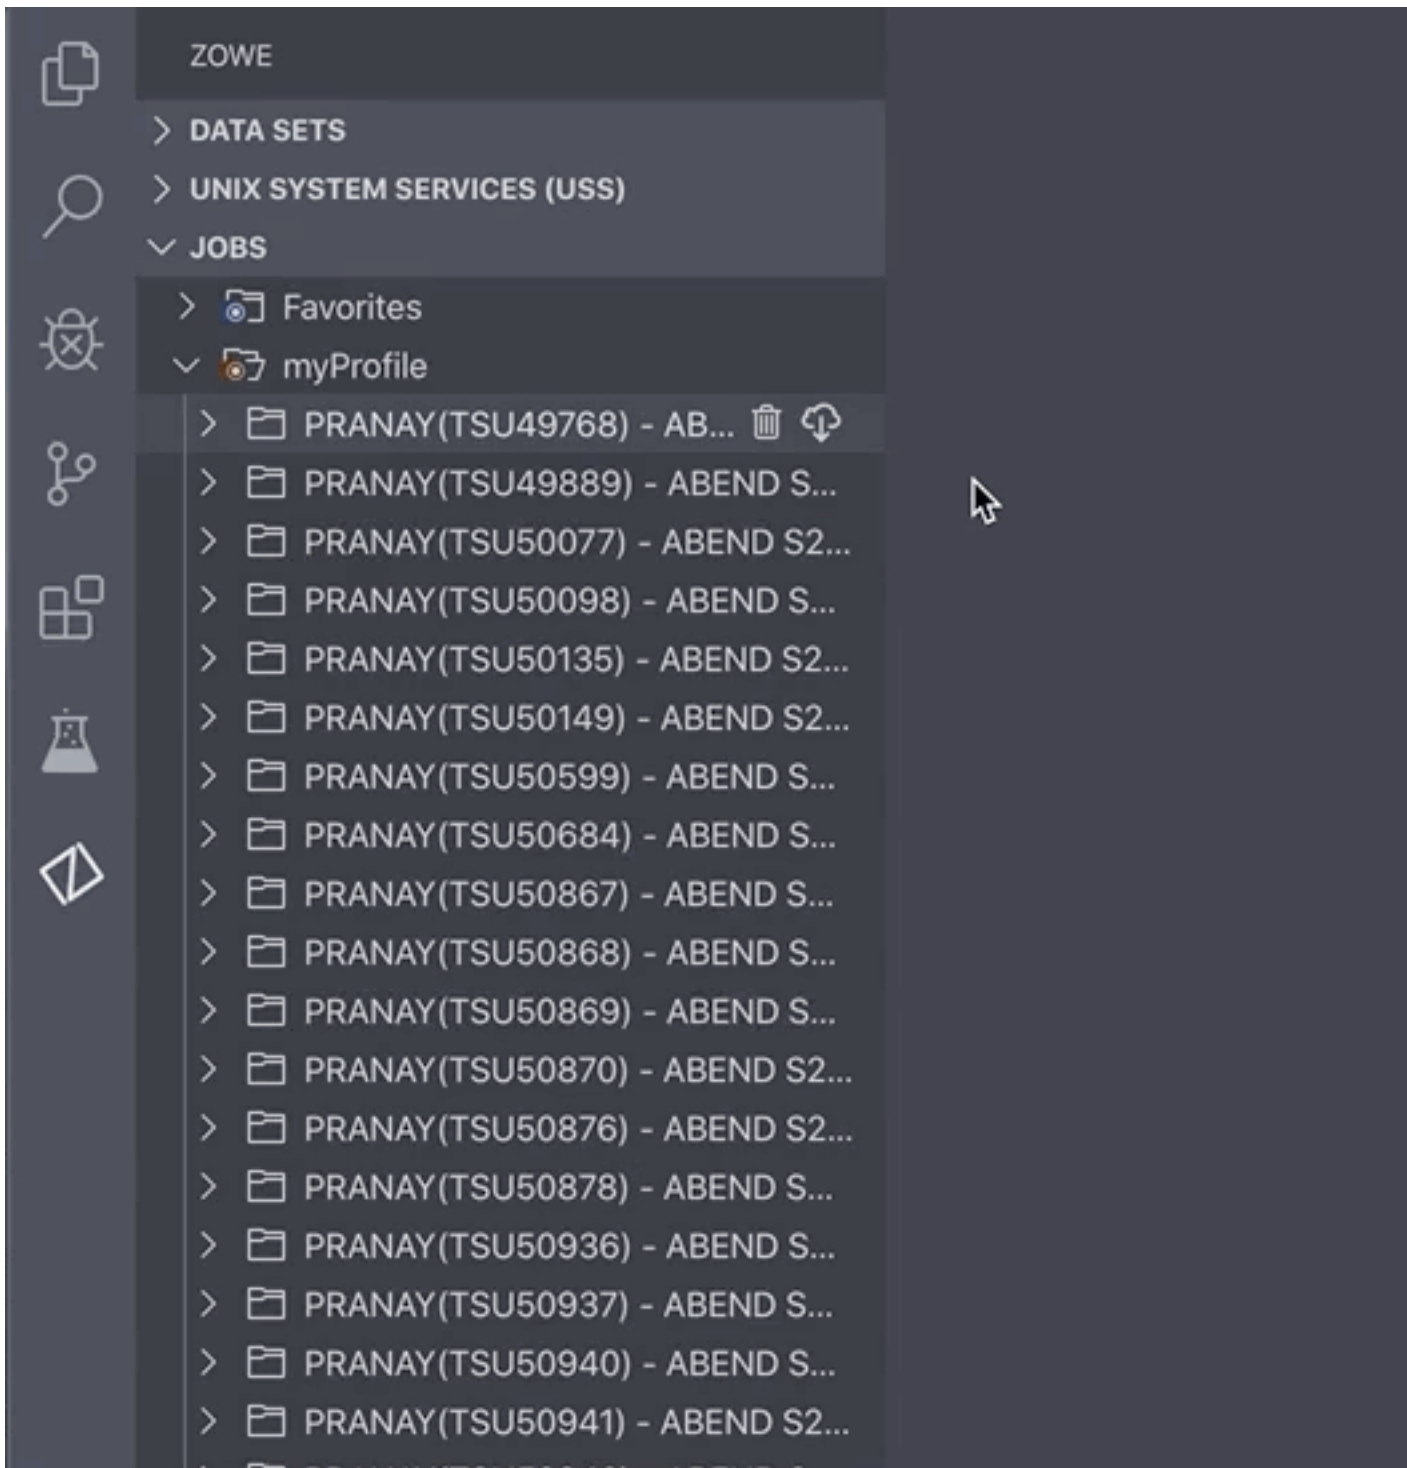 ZOWE
DATA SETS
UNIX SYSTEM SERVICES (USS)
JOBS
Favorites
myProfile
PRANAY(TSU49768) - AB...
PRANAY(TSU49889) - ABEND S...
PRANAY(TSU50077) - ABEND S2...
PRANAY(TSU50098) - ABEND S...
PRANAY(TSU50135) - ABEND S2...
PRANAY(TSU50149) - ABEND S2...
PRANAY(TSU50599) - ABEND S...
PRANAY(TSU50684) - ABEND S...
PRANAY(TSU50867) - ABEND S...
PRANAY(TSU50868) - ABEND S...
PRANAY(TSU50869) - ABEND S...
PRANAY(TSU50870) - ABEND S2...
PRANAY(TSU50876) - ABEND S2...
PRANAY(TSU50878) - ABEND S...
PRANAY(TSU50936) - ABEND S...
PRANAY(TSU50937) - ABEND S...
PRANAY(TSU50940) - ABEND S...
PRANAY(TSU50941) - ABEND S2...